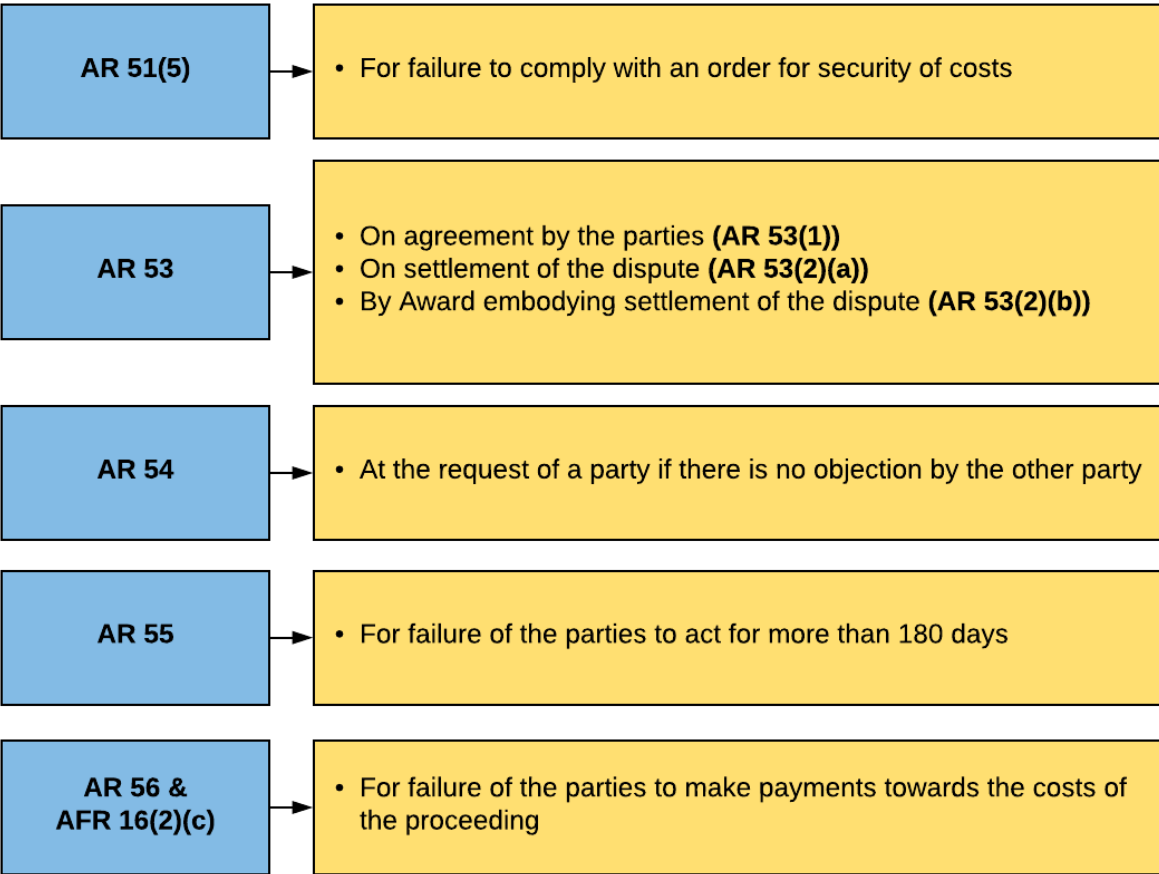 AR 51(5)
• For failure to comply with an order for security of costs
AR 53
• On agreement by the parties (AR 53(1))
• On settlement of the dispute (AR 53(2)(a))
• By Award embodying settlement of the dispute (AR 53(2)(b))
AR 54
• At the request of a party if there is no objection by the other party
AR 55
• For failure of the parties to act for more than 180 days
AR 56 &
AFR 16(2)(c)
• For failure of the parties to make payments towards the costs of
the proceeding